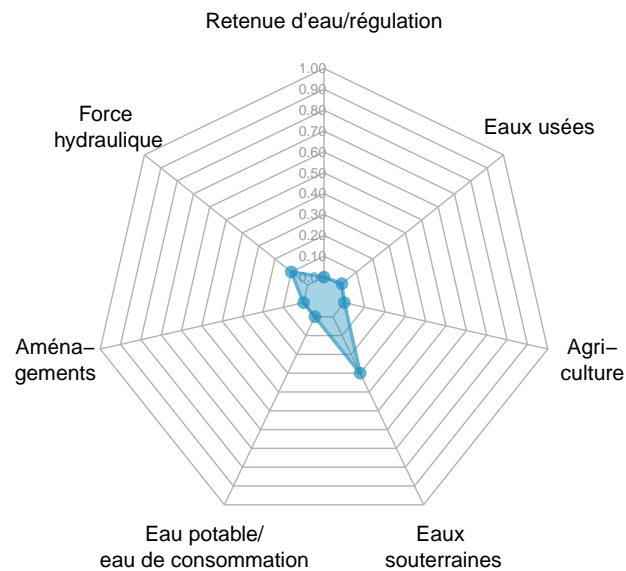 Retenue d'eau/régulation
1.00
0.90
0.80
0.70
0.60
0.50
0.40
0.30
0.20
0.10
Force
hydraulique
Eaux usées
Aména–
gements
Agri–
culture
Eau potable/
eau de consommation
Eaux
souterraines